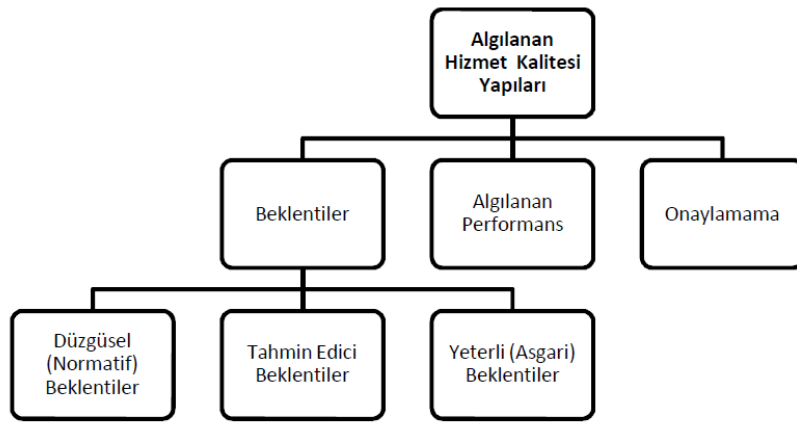 Algılanan
Hizmet Kalitesi
Yapıları
Beklentiler
Algılanan
Performans
Onaylamama
Düzgüsel
(Normatif)
Beklentiler
Tahmin Edici
Beklentiler
Yeterli (Asgari)
Beklentiler